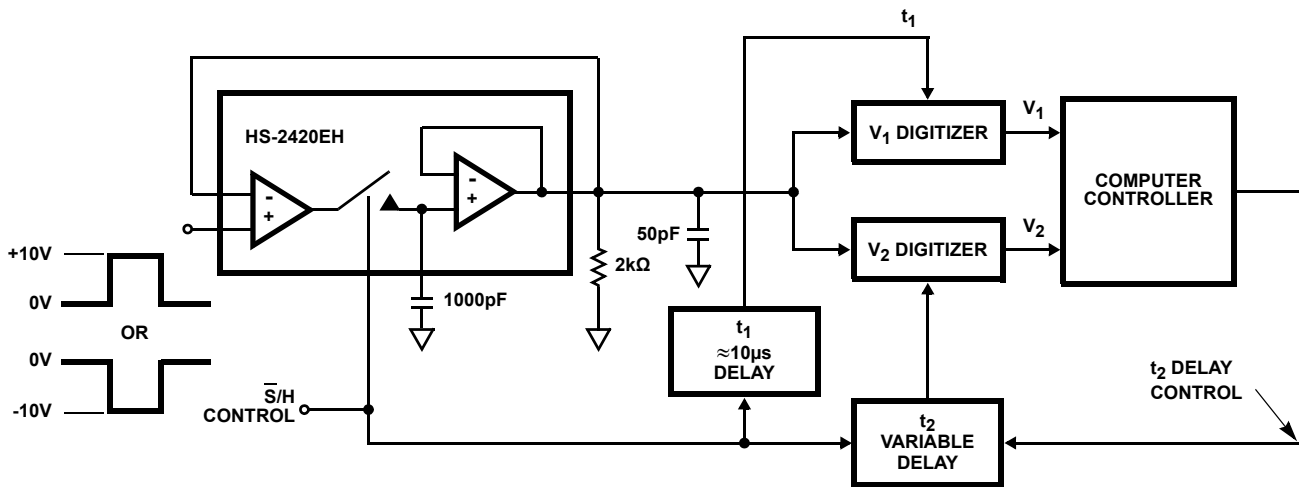 t1
HS-2420EH
-
+
-
+
V1 DIGITIZER
V1
COMPUTER
CONTROLLER
V2 DIGITIZER
V2
50pF
2kΩ
1000pF
+10V
0V
OR
0V
-10V
S̅/H
CONTROL
t1
≈10µs
DELAY
t2 DELAY
CONTROL
t2
VARIABLE
DELAY